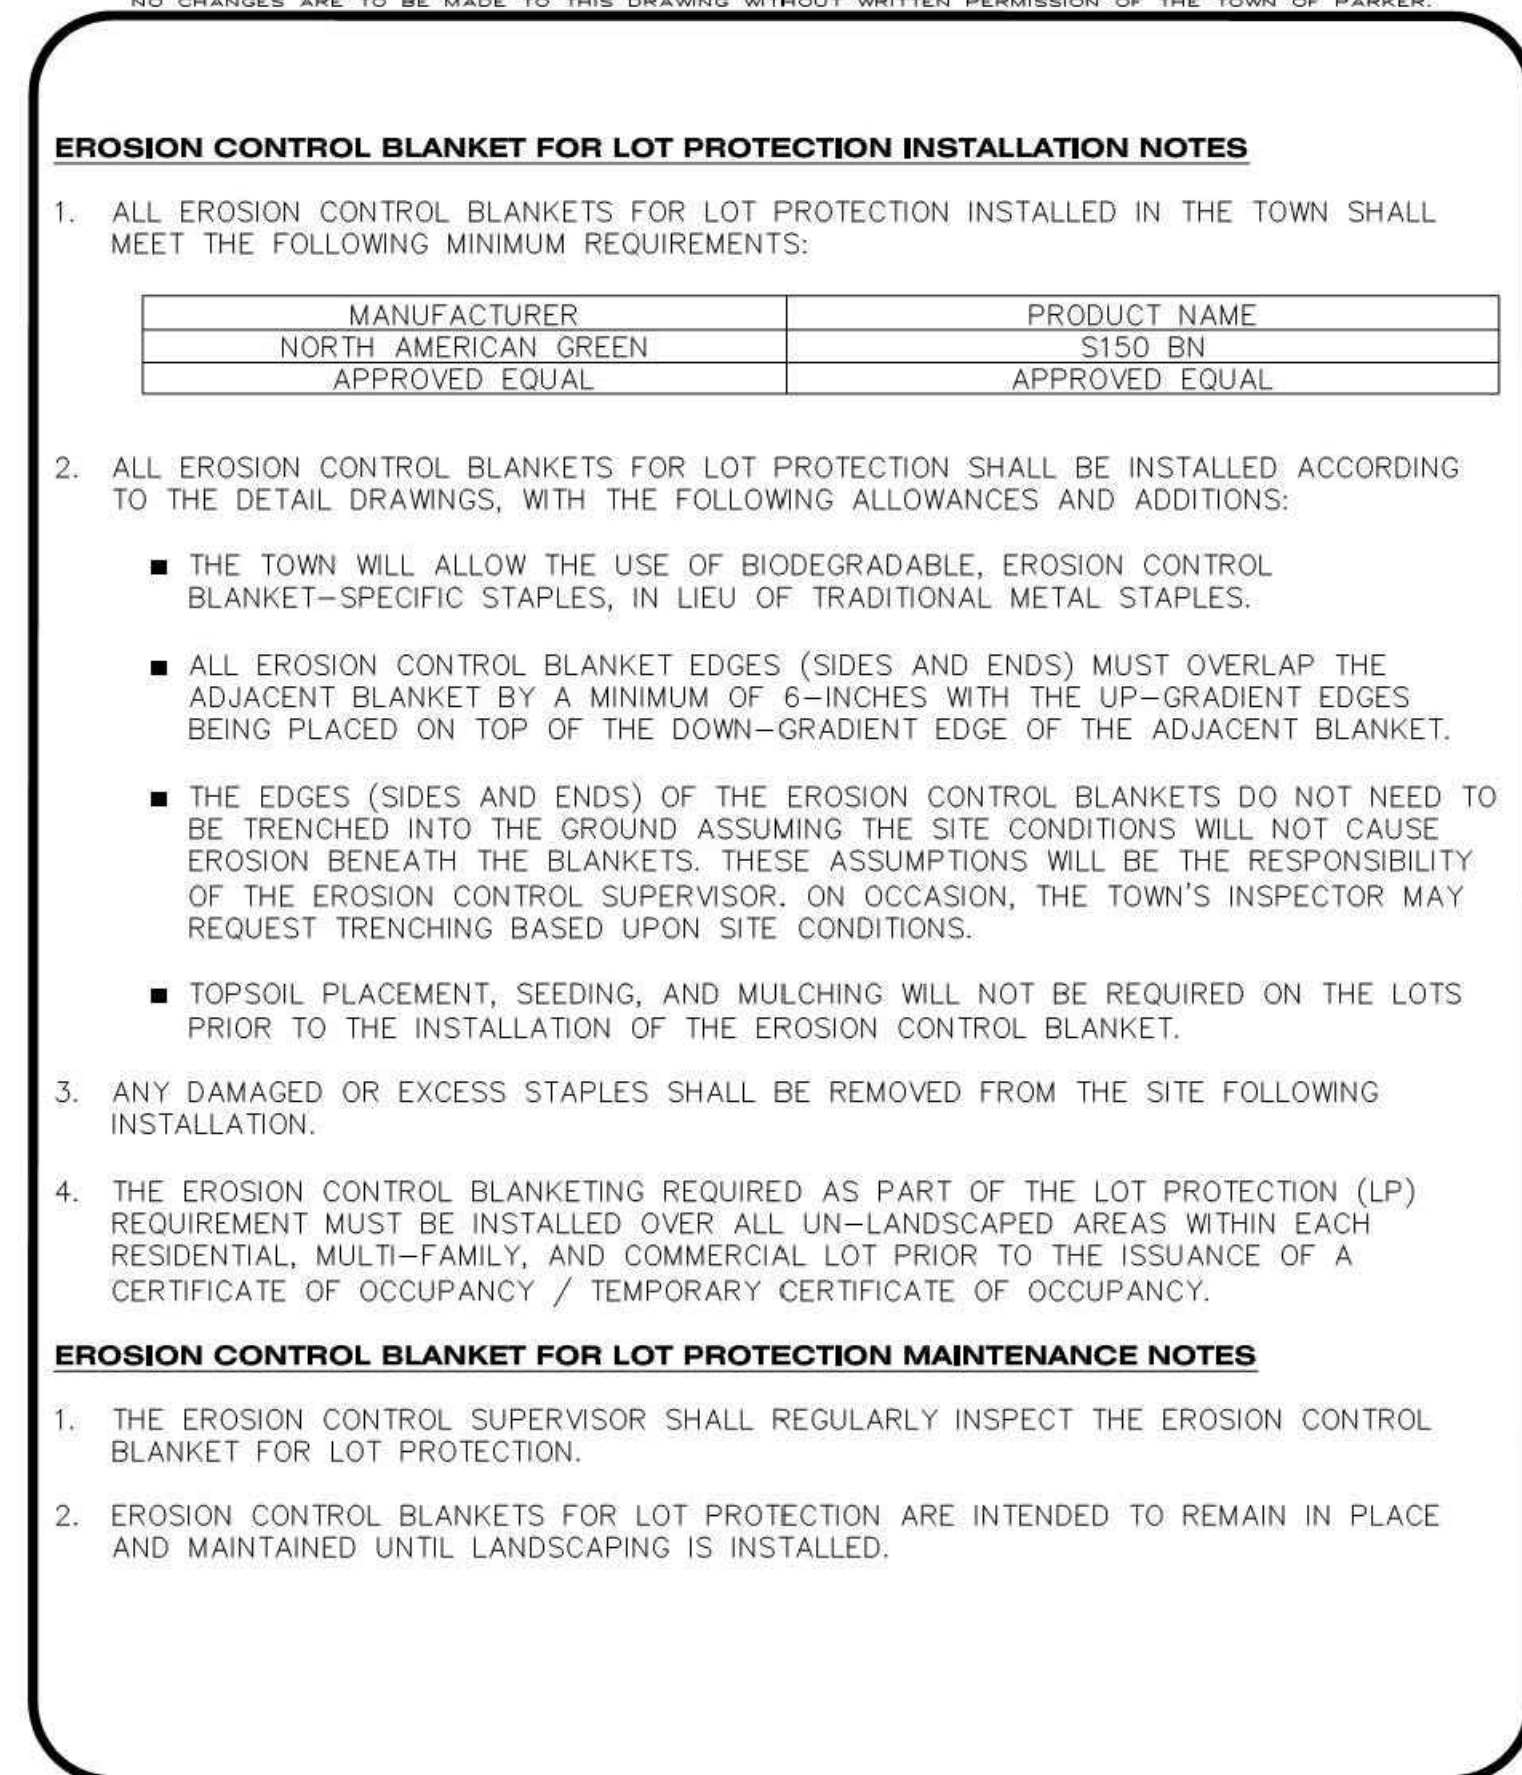 NO CHANGES ARE TO BE MADE TO THIS DRAWING WITHOUT WRITTEN PERMISSION OF THE TOWN OF PARKER.
EROSION CONTROL BLANKET FOR LOT PROTECTION INSTALLATION NOTES
1. ALL EROSION CONTROL BLANKETS FOR LOT PROTECTION INSTALLED IN THE TOWN SHALL
MEET THE FOLLOWING MINIMUM REQUIREMENTS:
MANUFACTURER PRODUCT NAME
NORTH AMERICAN GREEN S150 BN
APPROVED EQUAL APPROVED EQUAL
2. ALL EROSION CONTROL BLANKETS FOR LOT PROTECTION SHALL BE INSTALLED ACCORDING
TO THE DETAIL DRAWINGS, WITH THE FOLLOWING ALLOWANCES AND ADDITIONS:
■ THE TOWN WILL ALLOW THE USE OF BIODEGRADABLE, EROSION CONTROL
BLANKET-SPECIFIC STAPLES, IN LIEU OF TRADITIONAL METAL STAPLES.
■ ALL EROSION CONTROL BLANKET EDGES (SIDES AND ENDS) MUST OVERLAP THE
ADJACENT BLANKET BY A MINIMUM OF 6-INCHES WITH THE UP-GRADIENT EDGES
BEING PLACED ON TOP OF THE DOWN-GRADIENT EDGE OF THE ADJACENT BLANKET.
■ THE EDGES (SIDES AND ENDS) OF THE EROSION CONTROL BLANKETS DO NOT NEED TO
BE TRENCHED INTO THE GROUND ASSUMING THE SITE CONDITIONS WILL NOT CAUSE
EROSION BENEATH THE BLANKETS. THESE ASSUMPTIONS WILL BE THE RESPONSIBILITY
OF THE EROSION CONTROL SUPERVISOR. ON OCCASION, THE TOWN'S INSPECTOR MAY
REQUEST TRENCHING BASED UPON SITE CONDITIONS.
■ TOPSOIL PLACEMENT, SEEDING, AND MULCHING WILL NOT BE REQUIRED ON THE LOTS
PRIOR TO THE INSTALLATION OF THE EROSION CONTROL BLANKET.
3. ANY DAMAGED OR EXCESS STAPLES SHALL BE REMOVED FROM THE SITE FOLLOWING
INSTALLATION.
4. THE EROSION CONTROL BLANKETING REQUIRED AS PART OF THE LOT PROTECTION (LP)
REQUIREMENT MUST BE INSTALLED OVER ALL UN-LANDSCAPED AREAS WITHIN EACH
RESIDENTIAL, MULTI-FAMILY, AND COMMERCIAL LOT PRIOR TO THE ISSUANCE OF A
CERTIFICATE OF OCCUPANCY / TEMPORARY CERTIFICATE OF OCCUPANCY.
EROSION CONTROL BLANKET FOR LOT PROTECTION MAINTENANCE NOTES
1. THE EROSION CONTROL SUPERVISOR SHALL REGULARLY INSPECT THE EROSION CONTROL
BLANKET FOR LOT PROTECTION.
2. EROSION CONTROL BLANKETS FOR LOT PROTECTION ARE INTENDED TO REMAIN IN PLACE
AND MAINTAINED UNTIL LANDSCAPING IS INSTALLED.